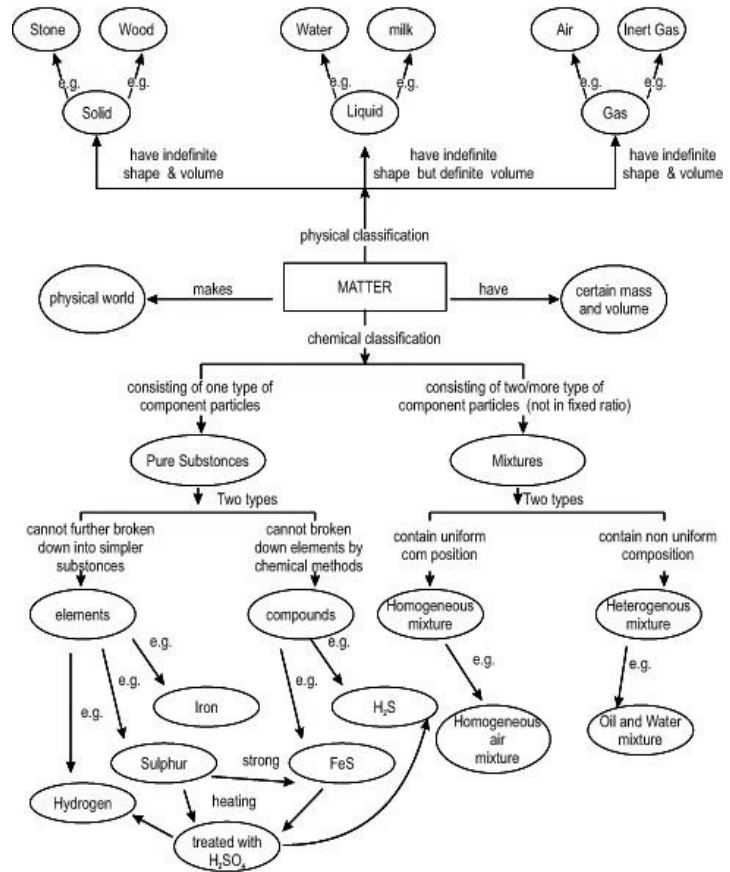 Stone
Wood
Water
milk
Air
Inert Gas
e.g.
e.g.
e.g.
e.g.
e.g.
e.g.
Solid
Liquid
Gas
have indefinite
shape & volume
have indefinite
shape but definite volume
have indefinite
shape & volume
physical classification
physical world
makes
MATTER
have
certain mass
and volume
chemical classification
consisting of one type of
component particles
consisting of two/more type of
component particles (not in fixed ratio)
Pure Substonces
Mixtures
Two types
Two types
cannot further broken
down into simpler
substonces
cannot broken
down elements by
chemical methods
contain uniform
com position
contain non uniform
composition
elements
compounds
Homogeneous
mixture
Heterogenous
mixture
e.g.
e.g.
e.g.
e.g.
e.g.
e.g.
e.g.
Iron
H₂S
Homogeneous
air
mixture
Oil and Water
mixture
Sulphur
strong
FeS
Hydrogen
heating
treated with
H₂SO₄